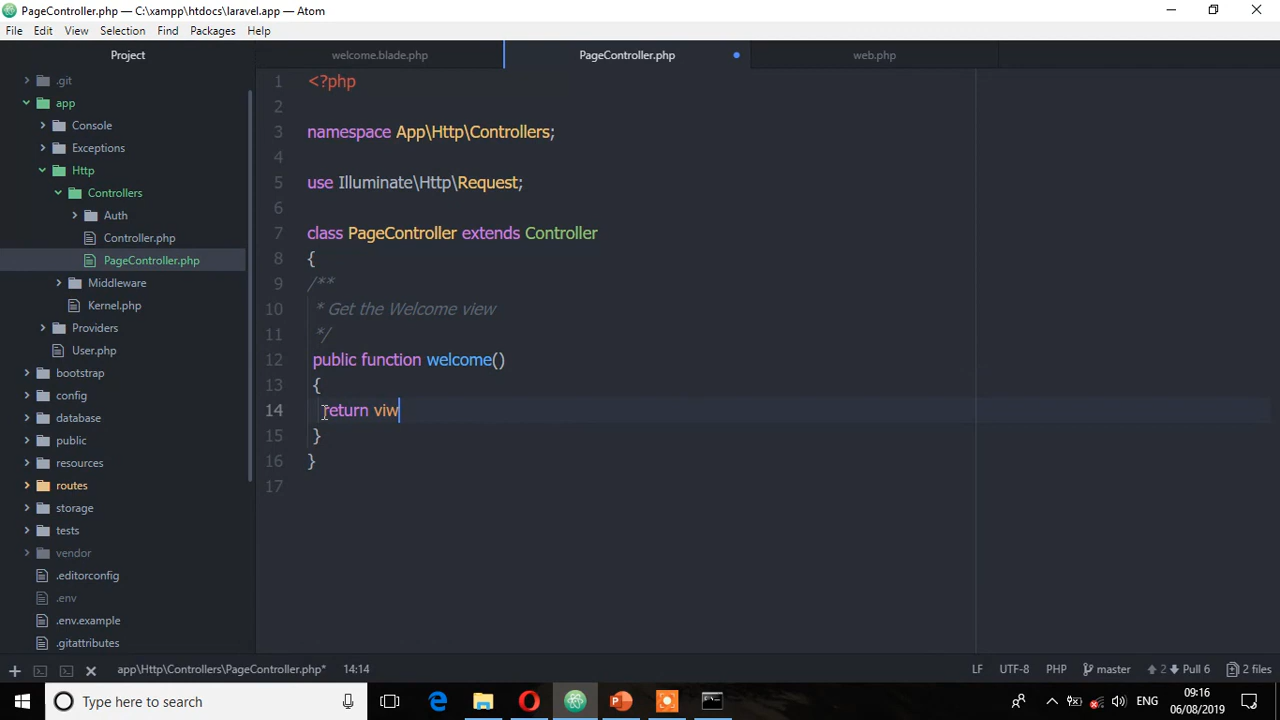 PageController.php — C:\xampp\htdocs\laravel.app — Atom
File Edit View Selection Find Packages Help
Project
welcome.blade.php PageController.php web.php
.git
app
Console
Exceptions
Http
Controllers
Auth
Controller.php
PageController.php
Middleware
Kernel.php
Providers
User.php
bootstrap
config
database
public
resources
routes
storage
tests
vendor
.editorconfig
.env
.env.example
.gitattributes
1 <?php
2
3 namespace App\Http\Controllers;
4
5 use Illuminate\Http\Request;
6
7 class PageController extends Controller
8 {
9 /**
10 * Get the Welcome view
11 */
12 public function welcome()
13 {
14 return viw
15 }
16 }
17
app\Http\Controllers\PageController.php* 14:14 LF UTF-8 PHP master 2 Pull 6 2 files
Type here to search
ENG
09:16
06/08/2019